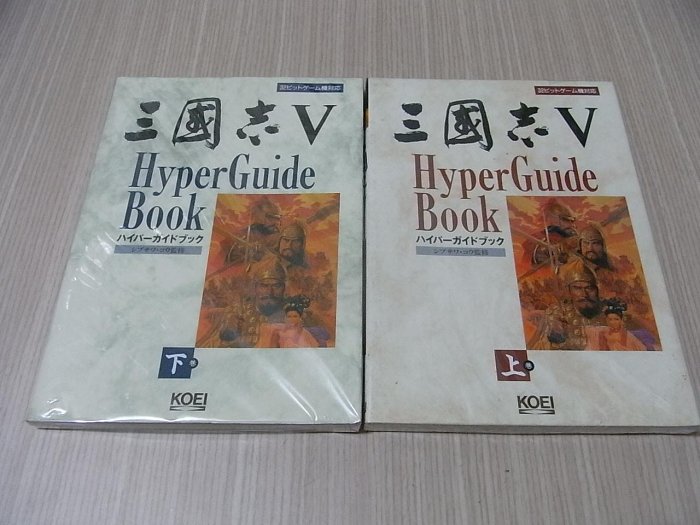 32ビットゲーム機対応
三國志V
HyperGuide
Book
ハイパーガイドブック
シブサワ・コウ監修
下巻
KOEI
32ビットゲーム機対応
三國志V
HyperGuide
Book
ハイパーガイドブック
シブサワ・コウ監修
上巻
KOEI